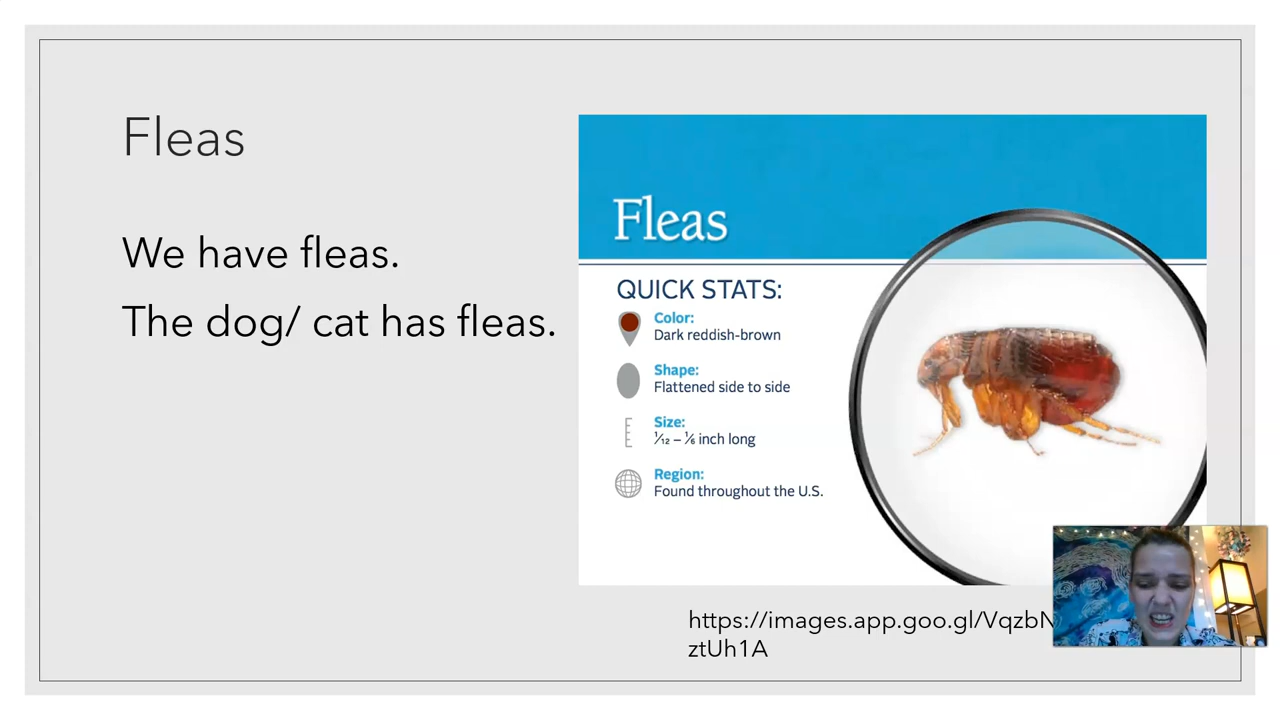 Fleas
We have fleas.
The dog/ cat has fleas.
Fleas
QUICK STATS:
Color:
Dark reddish-brown
Shape:
Flattened side to side
Size:
1/12 – 1/6 inch long
Region:
Found throughout the U.S.
https://images.app.goo.gl/VqzbN
ztUh1A